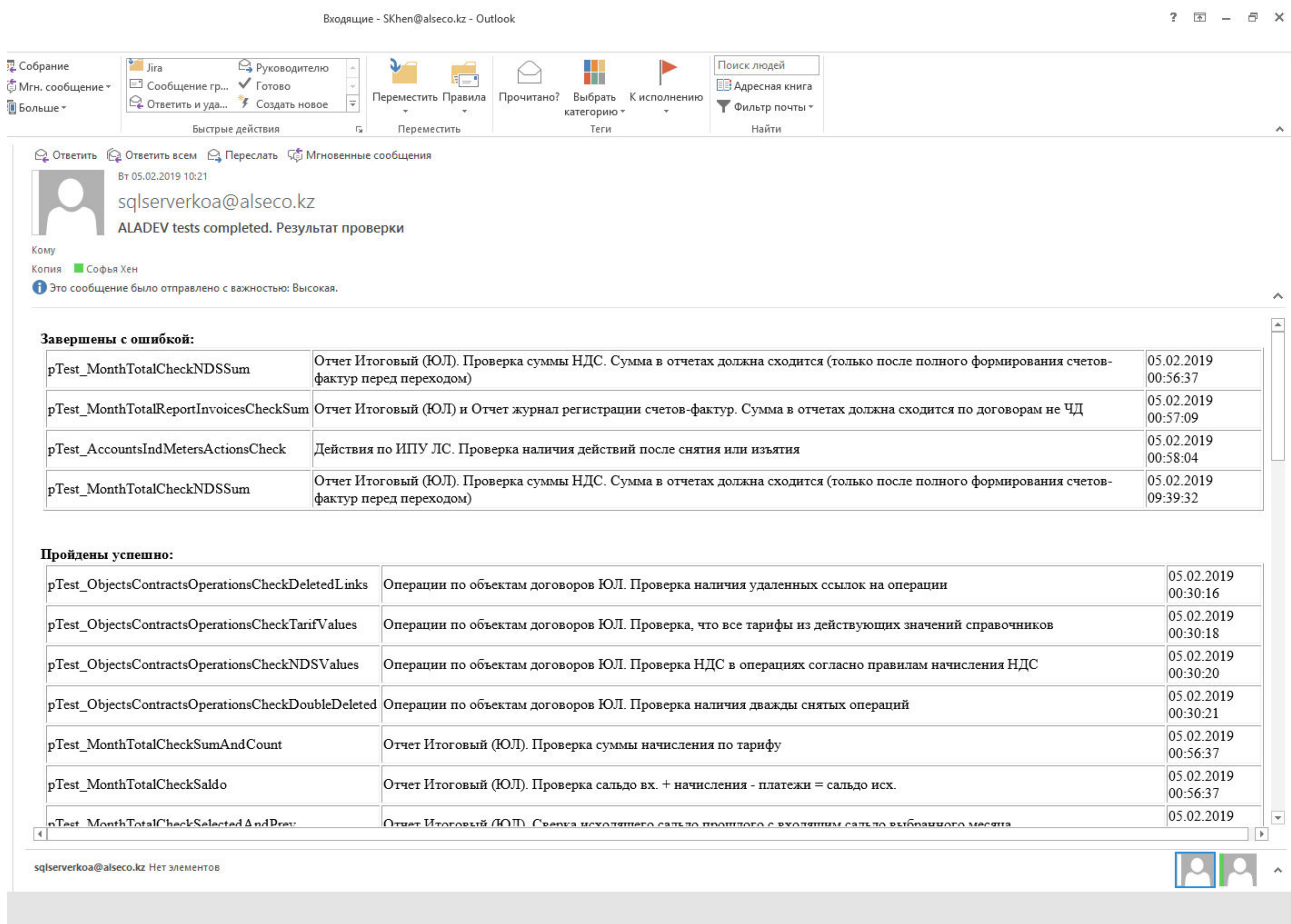 Входящие - SKhen@alseco.kz - Outlook
?
Собрание
Мгн. сообщение
Больше
Jira
Сообщение гр...
Ответить и уда...
Руководителю
Готово
Создать новое
Быстрые действия
Переместить
Правила
Переместить
Прочитано?
Выбрать
категорию
К исполнению
Теги
Поиск людей
Адресная книга
Фильтр почты
Найти
Ответить Ответить всем Переслать Мгновенные сообщения
Вт 05.02.2019 10:21
sqlserverkoa@alseco.kz
ALADEV tests completed. Результат проверки
Кому
Копия Софья Хен
Это сообщение было отправлено с важностью: Высокая.
Завершены с ошибкой:
pTest_MonthTotalCheckNDSSum
Отчет Итоговый (ЮЛ). Проверка суммы НДС. Сумма в отчетах должна сходится (только после полного формирования счетов-
фактур перед переходом)
05.02.2019
00:56:37
pTest_MonthTotalReportInvoicesCheckSum
Отчет Итоговый (ЮЛ) и Отчет журнал регистрации счетов-фактур. Сумма в отчетах должна сходится по договорам не ЧД
05.02.2019
00:57:09
pTest_AccountsIndMetersActionsCheck
Действия по ИПУ ЛС. Проверка наличия действий после снятия или изъятия
05.02.2019
00:58:04
pTest_MonthTotalCheckNDSSum
Отчет Итоговый (ЮЛ). Проверка суммы НДС. Сумма в отчетах должна сходится (только после полного формирования счетов-
фактур перед переходом)
05.02.2019
09:39:32
Пройдены успешно:
pTest_ObjectsContractsOperationsCheckDeletedLinks
Операции по объектам договоров ЮЛ. Проверка наличия удаленных ссылок на операции
05.02.2019
00:30:16
pTest_ObjectsContractsOperationsCheckTarifValues
Операции по объектам договоров ЮЛ. Проверка, что все тарифы из действующих значений справочников
05.02.2019
00:30:18
pTest_ObjectsContractsOperationsCheckNDSValues
Операции по объектам договоров ЮЛ. Проверка НДС в операциях согласно правилам начисления НДС
05.02.2019
00:30:20
pTest_ObjectsContractsOperationsCheckDoubleDeleted
Операции по объектам договоров ЮЛ. Проверка наличия дважды снятых операций
05.02.2019
00:30:21
pTest_MonthTotalCheckSumAndCount
Отчет Итоговый (ЮЛ). Проверка суммы начисления по тарифу
05.02.2019
00:56:37
pTest_MonthTotalCheckSaldo
Отчет Итоговый (ЮЛ). Проверка сальдо вх. + начисления - платежи = сальдо исх.
05.02.2019
00:56:37
pTest_MonthTotalCheckSelectedAndPrev
Отчет Итоговый (ЮЛ). Сверка исходящего сальдо прошлого с входящим сальдо выбранного месяца
05.02.2019
sqlserverkoa@alseco.kz Нет элементов